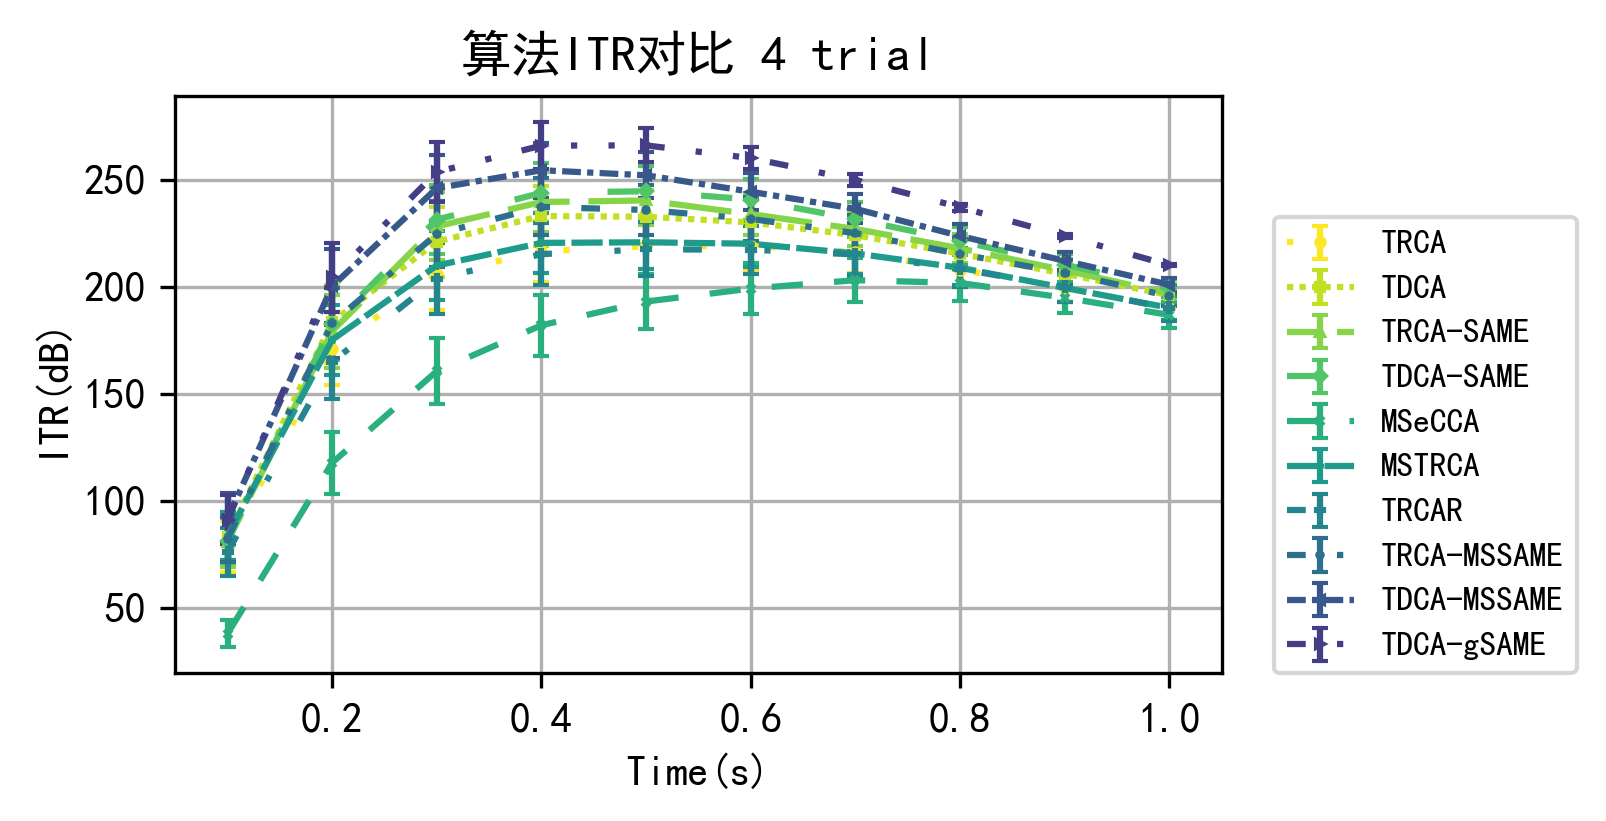 算法ITR对比 4 trial
ITR(dB)
250
200
150
100
50
0.2
0.4
0.6
0.8
1.0
Time(s)
TRCA
TDCA
TRCA-SAME
TDCA-SAME
MSeCCA
MSTRCA
TRCAR
TRCA-MSSAME
TDCA-MSSAME
TDCA-gSAME